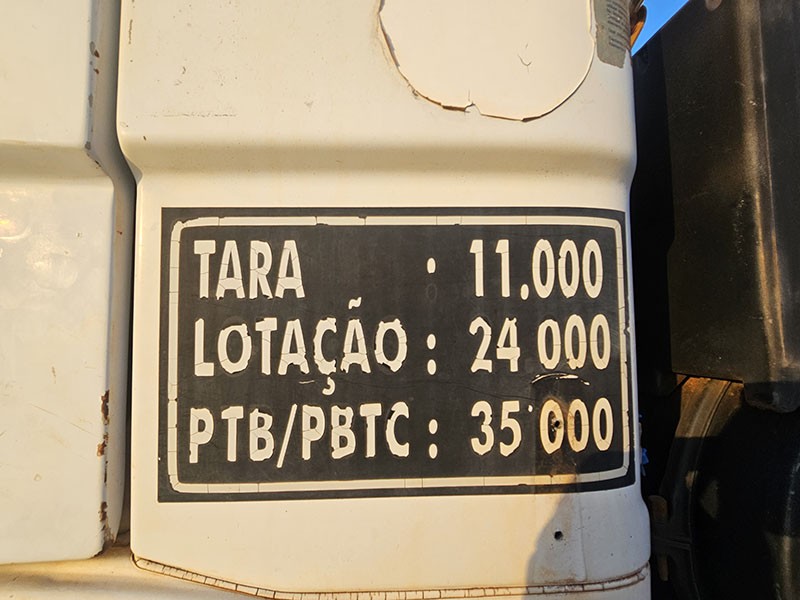 TARA : 11.000
LOTAÇÃO : 24 000
PTB/PBTC : 35 000